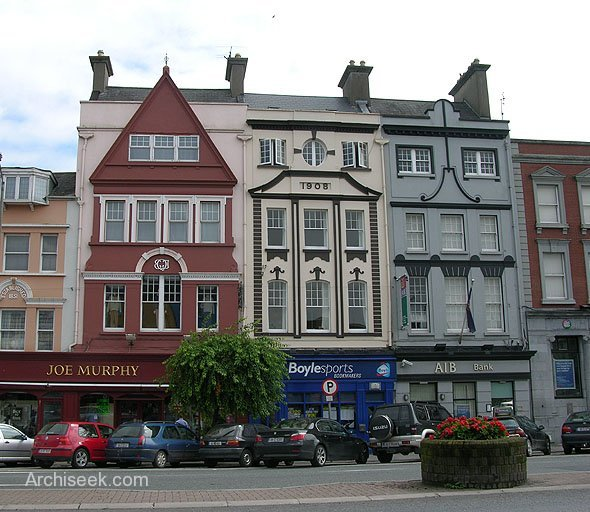 1908
JOE MURPHY
Boylesports
BOOKMAKERS
P
AIB Bank
Archiseek.com